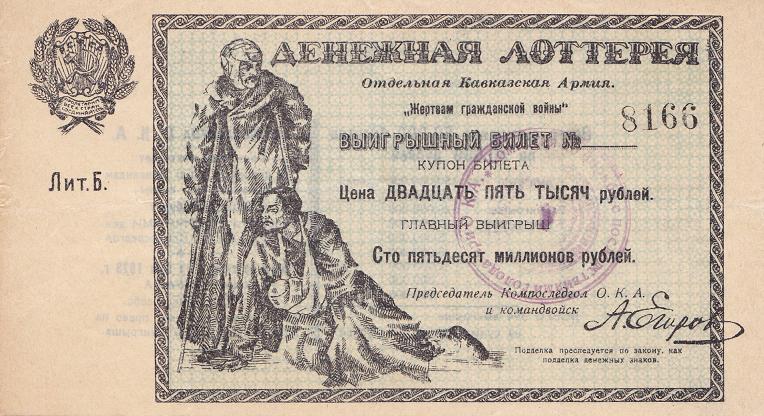 ДЕНЕЖНАЯ ЛОТТЕРЕЯ
Отдельная Кавказская Армия.
„Жертвам гражданской войны"
ВЫИГРЫШНЫЙ БИЛЕТ № 8166
КУПОН БИЛЕТА
Лит. Б.
Цена ДВАДЦАТЬ ПЯТЬ ТЫСЯЧ рублей.
ГЛАВНЫЙ ВЫИГРЫШ
Сто пятьдесят миллионов рублей.
Председатель Компоследгол О. К. А.
и командвойск А. Егоров
Подделка преследуется по закону, как
подделка денежных знаков.